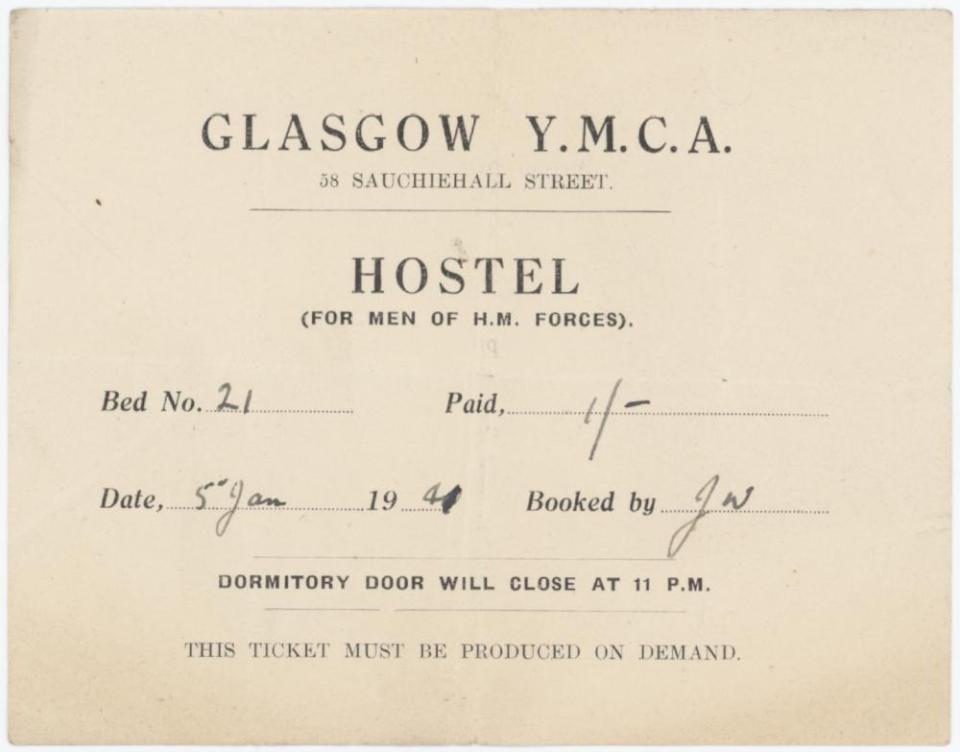 GLASGOW Y.M.C.A.
58 SAUCHIEHALL STREET.
HOSTEL
(FOR MEN OF H.M. FORCES).
Bed No. 21 Paid, 1/-
Date, 5" Jan 1941 Booked by JW
DORMITORY DOOR WILL CLOSE AT 11 P.M.
THIS TICKET MUST BE PRODUCED ON DEMAND.